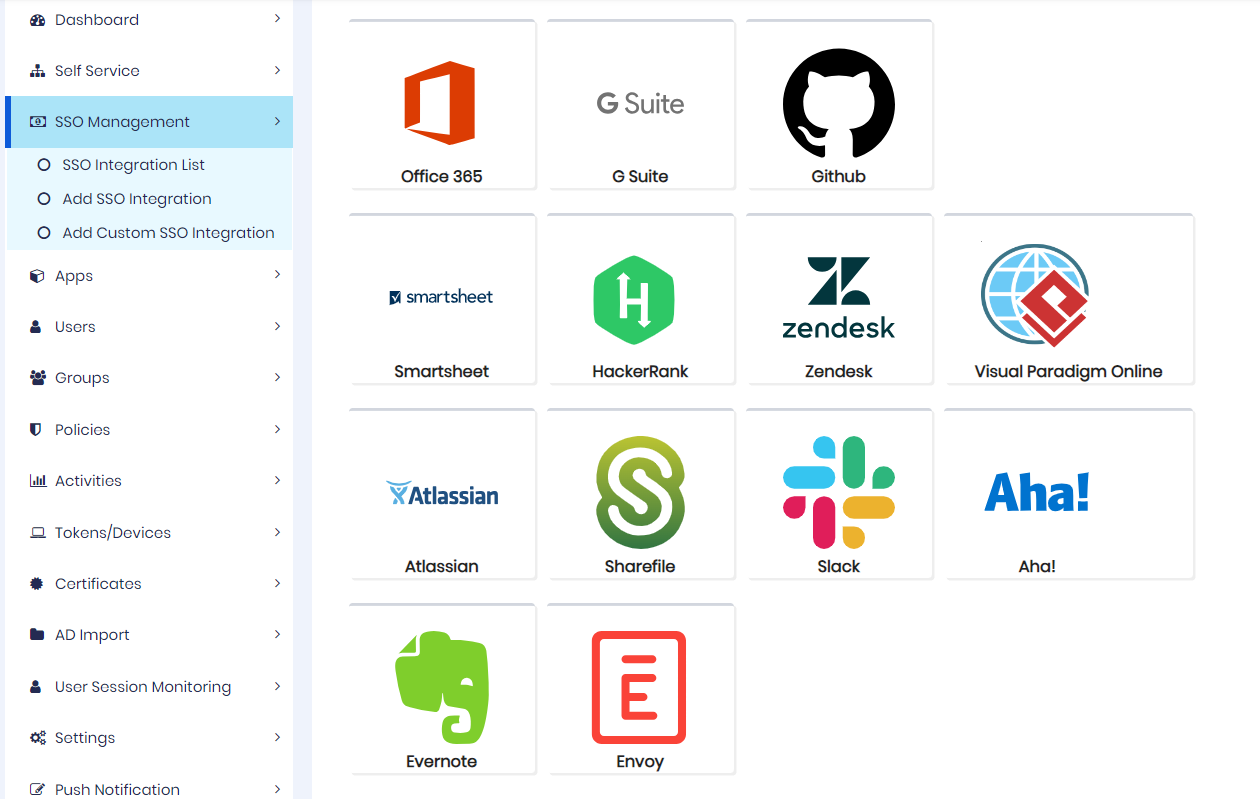 Dashboard
Self Service
SSO Management
SSO Integration List
Add SSO Integration
Add Custom SSO Integration
Apps
Users
Groups
Policies
Activities
Tokens/Devices
Certificates
AD Import
User Session Monitoring
Settings
Push Notification
G Suite
Office 365
G Suite
Github
smartsheet
H
zendesk
Smartsheet
HackerRank
Zendesk
Visual Paradigm Online
Atlassian
Aha!
Atlassian
Sharefile
Slack
Aha!
E
Evernote
Envoy